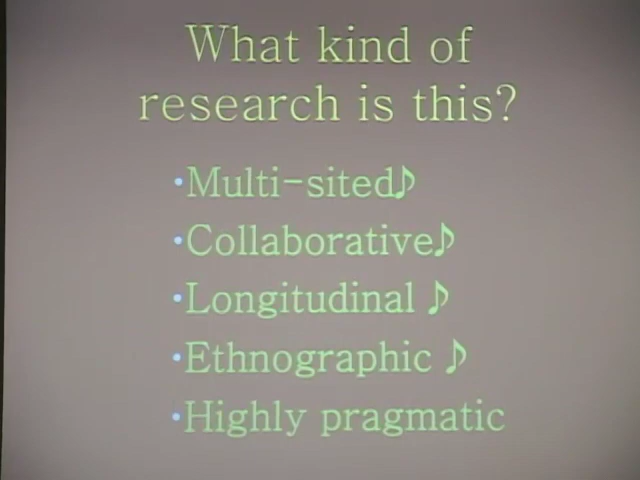 What kind of
research is this?
•Multi-sited♪
•Collaborative♪
•Longitudinal ♪
•Ethnographic ♪
•Highly pragmatic